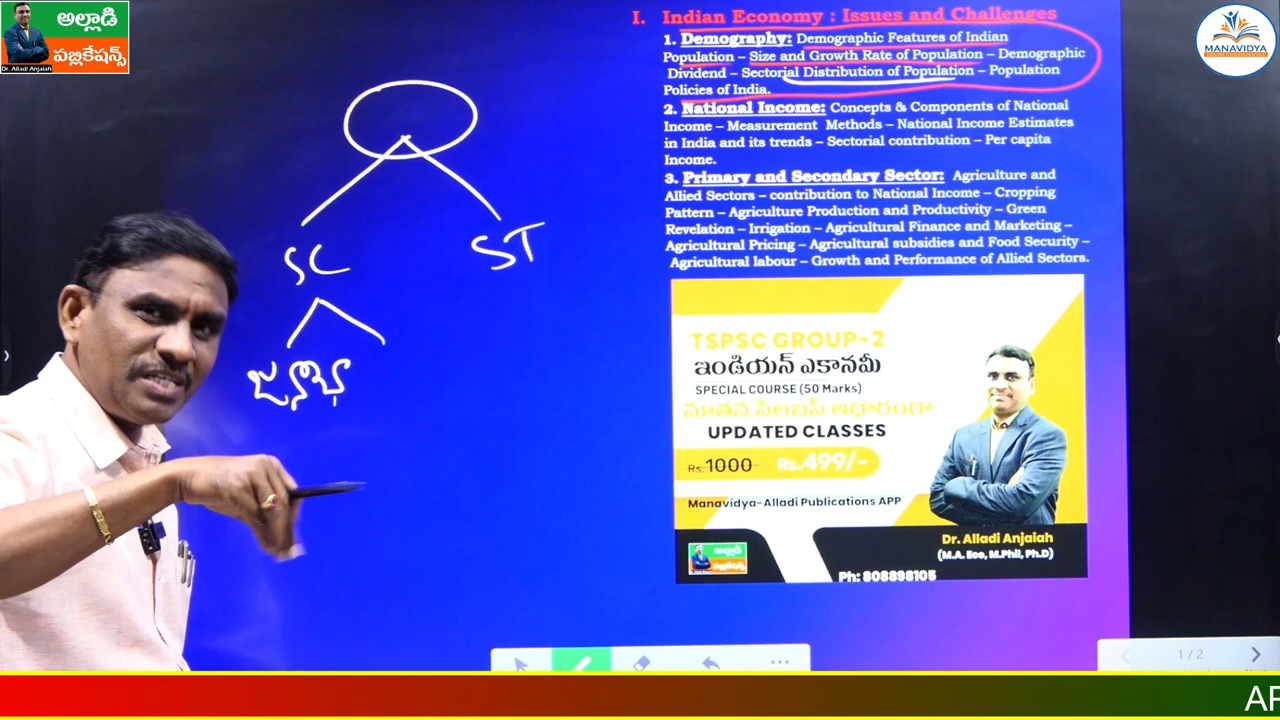 అల్లాడి
పబ్లికేషన్స్
Dr. Alladi Anjaiah
MANAVIDYA
I. Indian Economy : Issues and Challenges
1. Demography: Demographic Features of Indian
Population – Size and Growth Rate of Population – Demographic
Dividend – Sectorial Distribution of Population – Population
Policies of India.
2. National Income: Concepts & Components of National
Income – Measurement Methods – National Income Estimates
in India and its trends – Sectorial contribution – Per capita
Income.
3. Primary and Secondary Sector: Agriculture and
Allied Sectors – contribution to National Income – Cropping
Pattern – Agriculture Production and Productivity – Green
Revelation – Irrigation – Agricultural Finance and Marketing –
Agricultural Pricing – Agricultural subsidies and Food Security –
Agricultural labour – Growth and Performance of Allied Sectors.
SC
ST
జనాభా
TSPSC GROUP-2
ఇండియన్ ఎకానమీ
SPECIAL COURSE (50 Marks)
నూతన సిలబస్ ఆధారంగా
UPDATED CLASSES
Rs.1000 Rs.499/-
Manavidya-Alladi Publications APP
Dr. Alladi Anjaiah
(M.A. Eco, M.Phil, Ph.D)
Ph: 808898105
1 / 2
AP